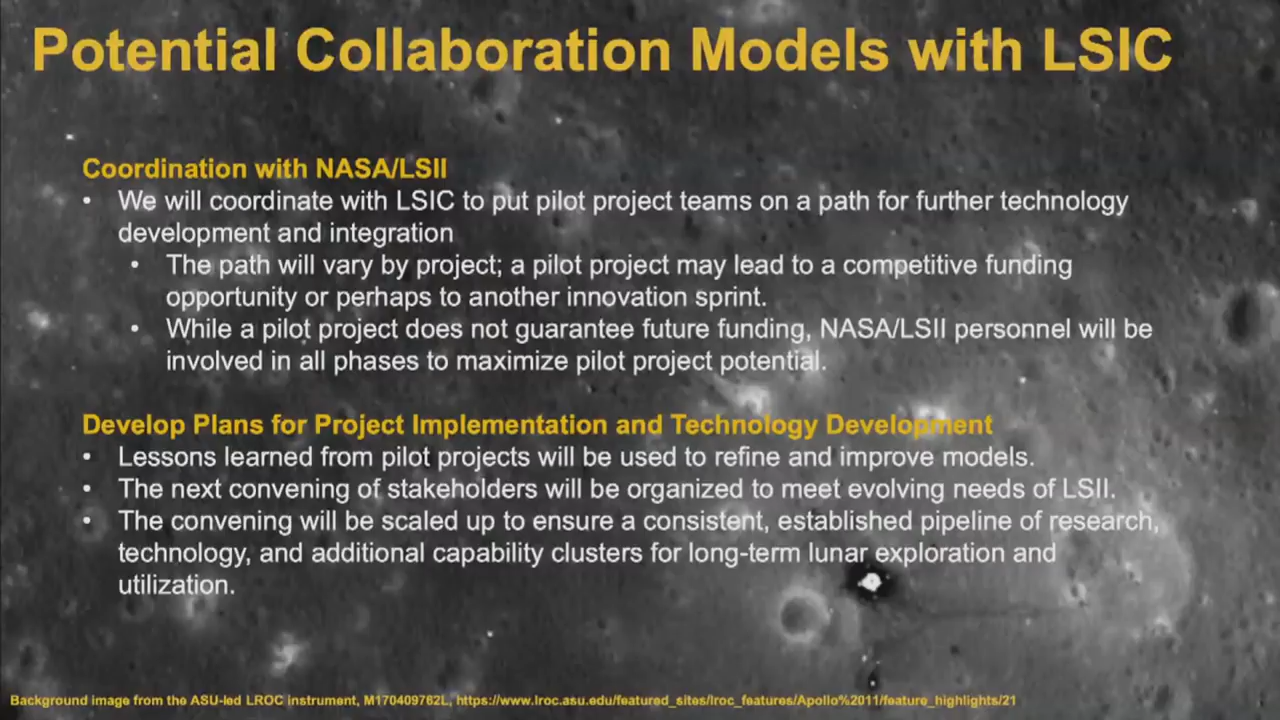 Potential Collaboration Models with LSIC
Coordination with NASA/LSII
• We will coordinate with LSIC to put pilot project teams on a path for further technology
development and integration
• The path will vary by project; a pilot project may lead to a competitive funding
opportunity or perhaps to another innovation sprint.
• While a pilot project does not guarantee future funding, NASA/LSII personnel will be
involved in all phases to maximize pilot project potential.
Develop Plans for Project Implementation and Technology Development
• Lessons learned from pilot projects will be used to refine and improve models.
• The next convening of stakeholders will be organized to meet evolving needs of LSII.
• The convening will be scaled up to ensure a consistent, established pipeline of research,
technology, and additional capability clusters for long-term lunar exploration and
utilization.
Background image from the ASU-led LROC instrument, M170409762L, https://www.lroc.asu.edu/featured_sites/lroc_features/Apollo%2011/feature_highlights/21